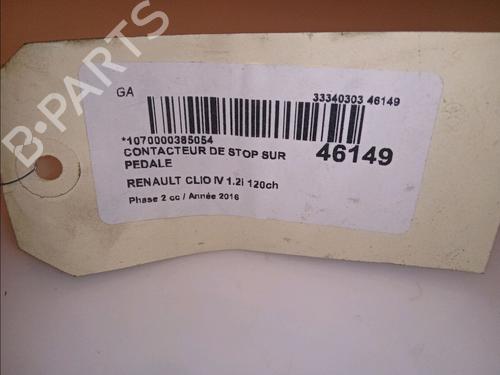 GA
33340303 46149
*1070000385054
CONTACTEUR DE STOP SUR
PEDALE
46149
RENAULT CLIO IV 1.2i 120ch
Phase 2 cc / Année 2016
B-PARTS